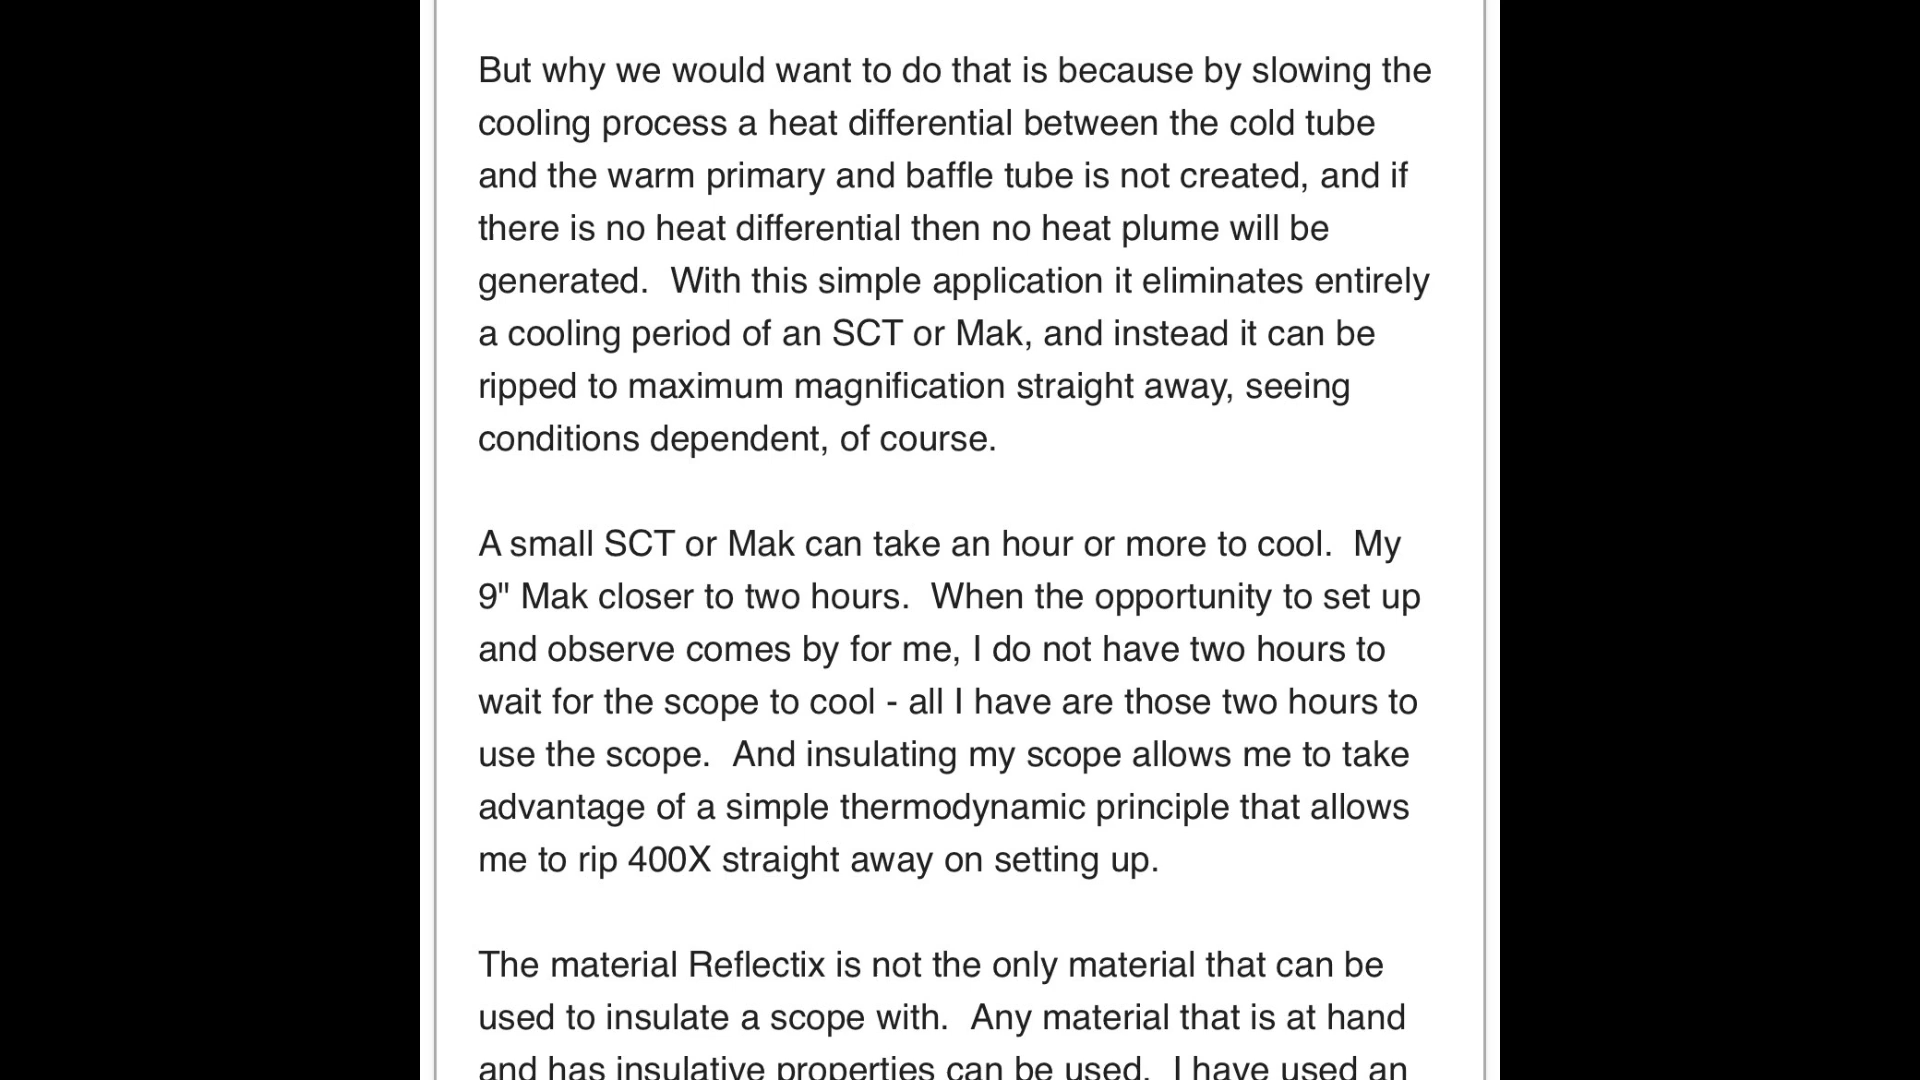 But why we would want to do that is because by slowing the
cooling process a heat differential between the cold tube
and the warm primary and baffle tube is not created, and if
there is no heat differential then no heat plume will be
generated.  With this simple application it eliminates entirely
a cooling period of an SCT or Mak, and instead it can be
ripped to maximum magnification straight away, seeing
conditions dependent, of course.
A small SCT or Mak can take an hour or more to cool.  My
9" Mak closer to two hours.  When the opportunity to set up
and observe comes by for me, I do not have two hours to
wait for the scope to cool - all I have are those two hours to
use the scope.  And insulating my scope allows me to take
advantage of a simple thermodynamic principle that allows
me to rip 400X straight away on setting up.
The material Reflectix is not the only material that can be
used to insulate a scope with.  Any material that is at hand
and has insulative properties can be used.  I have used an